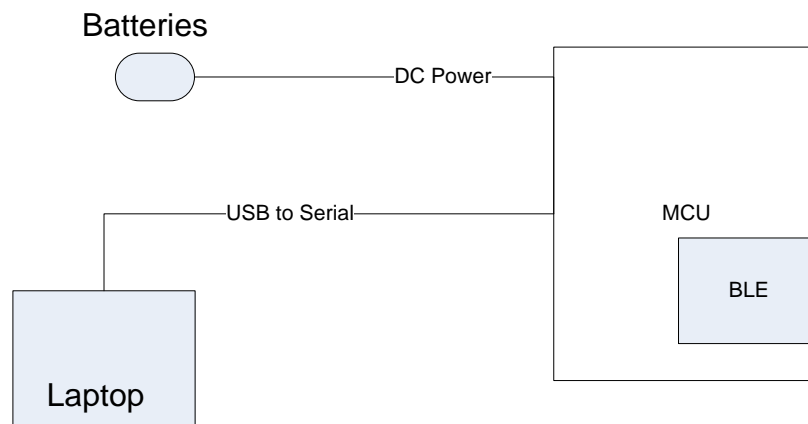 Batteries
DC Power
USB to Serial
MCU
BLE
Laptop